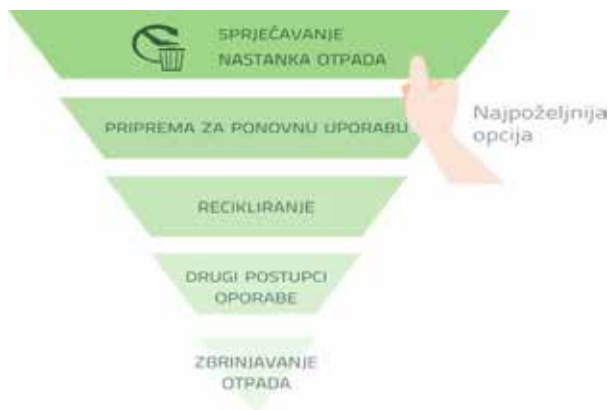 SPRJEČAVANJE
NASTANKA OTPADA
PRIPREMA ZA PONOVNU UPORABU
Najpoželjnija
opcija
RECIKLIRANJE
DRUGI POSTUPCI
OPORABE
ZBRINJAVANJE
OTPADA